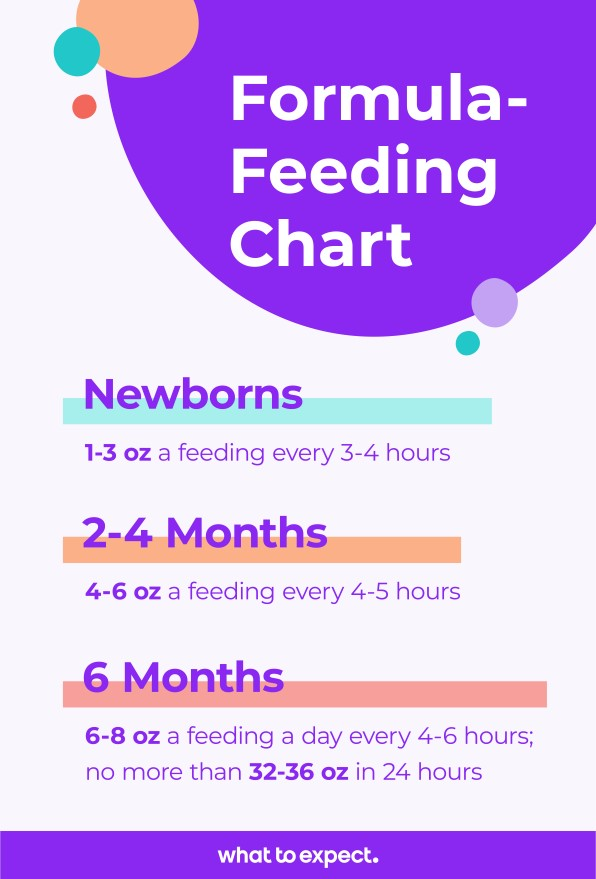 Formula-
Feeding
Chart
Newborns
1-3 oz a feeding every 3-4 hours
2-4 Months
4-6 oz a feeding every 4-5 hours
6 Months
6-8 oz a feeding a day every 4-6 hours;
no more than 32-36 oz in 24 hours
what to expect.